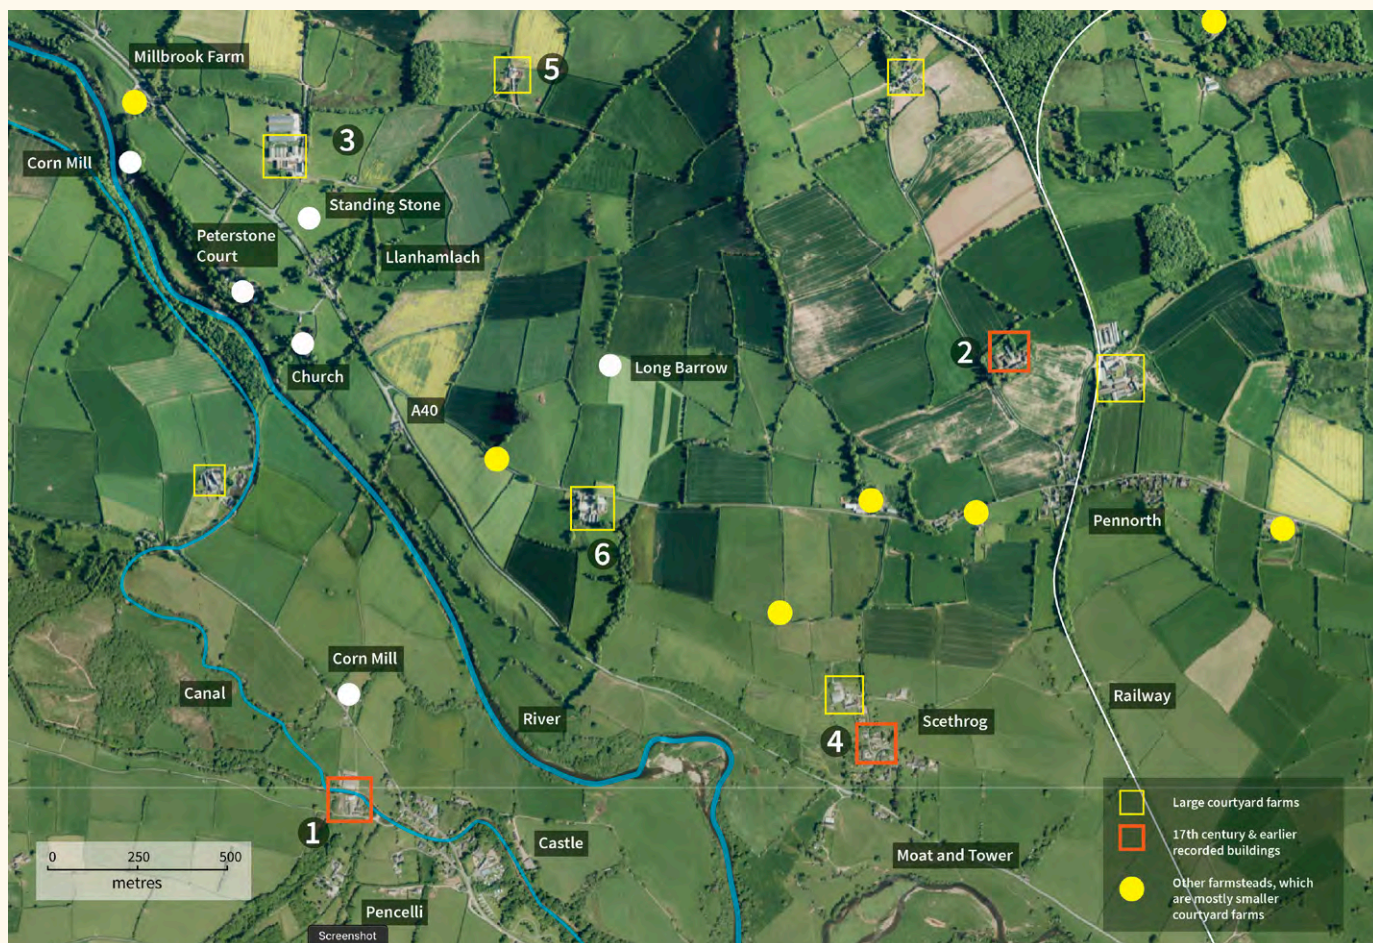 Millbrook Farm
5
3
Corn Mill
Standing Stone
Peterstone
Court
Llanhamlach
2
Church
Long Barrow
A40
Pennorth
6
Corn Mill
Canal
River
Railway
Scethrog
4
1
Castle
Moat and Tower
Pencelli
0 250 500
metres
Large courtyard farms
17th century & earlier
recorded buildings
Other farmsteads, which
are mostly smaller
courtyard farms
Screenshot